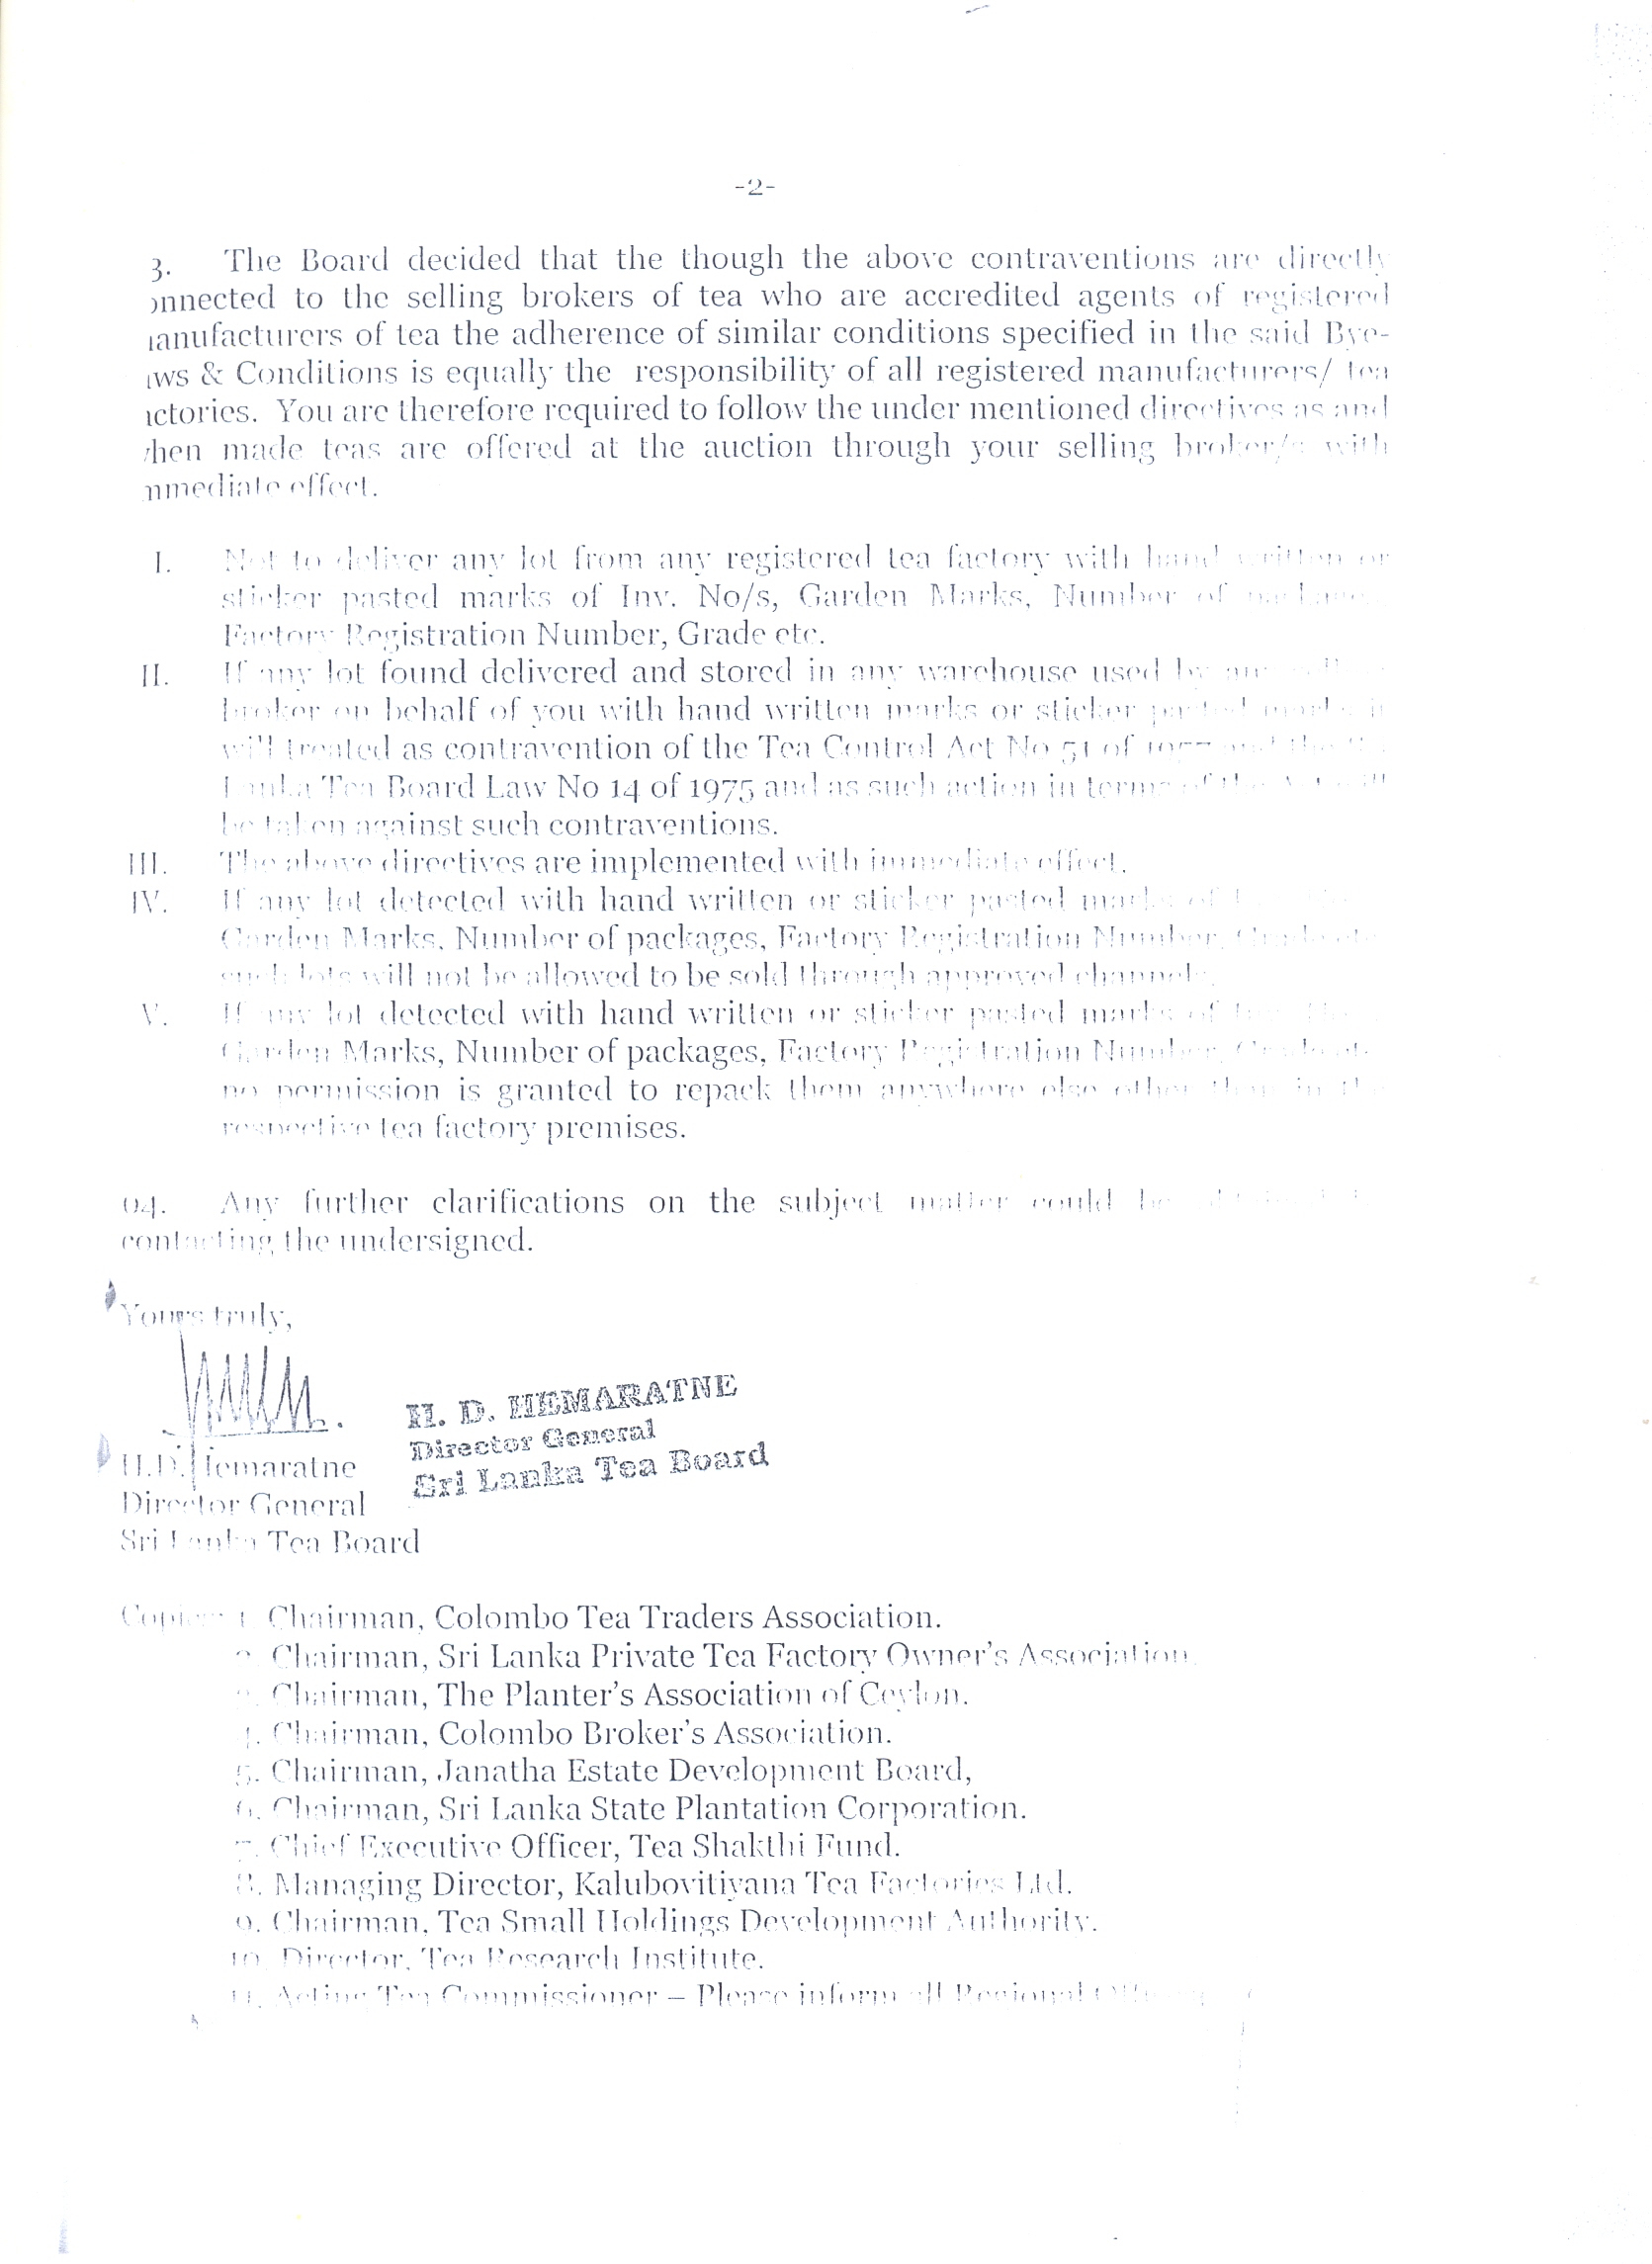 -2-
3. The Board decided that the though the above contraventions are directly
onnected to the selling brokers of tea who are accredited agents of registered
anufacturers of tea the adherence of similar conditions specified in the said Bye-
ws & Conditions is equally the responsibility of all registered manufacturers/ tea
ctories. You are therefore required to follow the under mentioned directives as and
hen made teas are offered at the auction through your selling broker/s with
mmediate effect.
I. Not to deliver any lot from any registered tea factory with hand written or
sticker pasted marks of Inv. No/s, Garden Marks, Number of packages,
Factory Registration Number, Grade etc.
II. If any lot found delivered and stored in any warehouse used by any
broker on behalf of you with hand written marks or sticker pasted marks it
will treated as contravention of the Tea Control Act No 51 of 1957 and the
Lanka Tea Board Law No 14 of 1975 and as such action in terms of the Act will
be taken against such contraventions.
III. The above directives are implemented with immediate effect.
IV. If any lot detected with hand written or sticker pasted marks of
Garden Marks, Number of packages, Factory Registration Number, Grade etc
such lots will not be allowed to be sold through approved channels.
V. If any lot detected with hand written or sticker pasted marks of
Garden Marks, Number of packages, Factory Registration Number, Grade etc.
no permission is granted to repack them anywhere else other than in the
respective tea factory premises.
04. Any further clarifications on the subject matter could be
contacting the undersigned.
Yours truly,
H. D. HEMARATNE
Director General
Sri Lanka Tea Board
H.D. Hemaratne
Director General
Sri Lanka Tea Board
Copies: 1. Chairman, Colombo Tea Traders Association.
2. Chairman, Sri Lanka Private Tea Factory Owner's Association.
3. Chairman, The Planter's Association of Ceylon.
4. Chairman, Colombo Broker's Association.
5. Chairman, Janatha Estate Development Board,
6. Chairman, Sri Lanka State Plantation Corporation.
7. Chief Executive Officer, Tea Shakthi Fund.
8. Managing Director, Kalubovitiyana Tea Factories Ltd.
9. Chairman, Tea Small Holdings Development Authority.
10. Director, Tea Research Institute.
11. Acting Tea Commissioner – Please inform all Regional